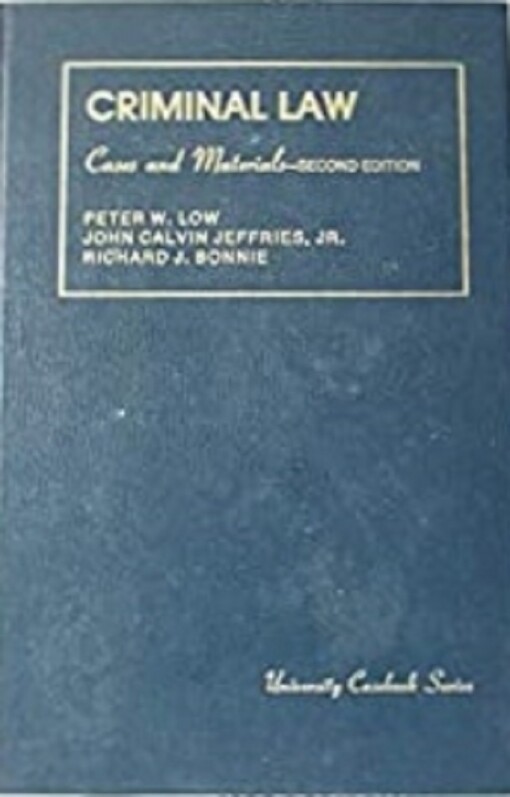 CRIMINAL LAW
Cases and Materials—SECOND EDITION
PETER W. LOW
JOHN CALVIN JEFFRIES, JR.
RICHARD J. BONNIE
University Casebook Series